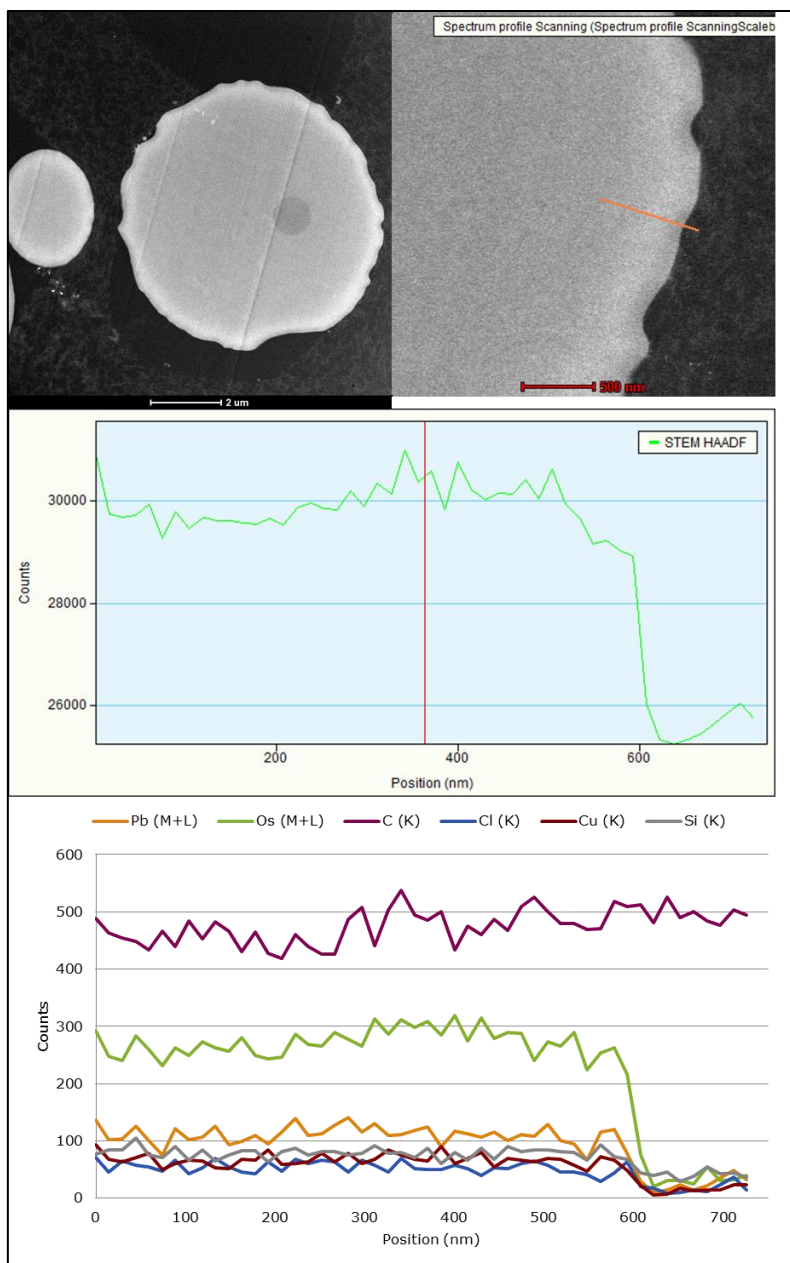 Spectrum profile Scanning (Spectrum profile ScanningScaleb
2 um
500 nm
STEM HAADF
30000
28000
26000
Counts
200
400
600
Position (nm)
Pb (M+L) Os (M+L) C (K) Cl (K) Cu (K) Si (K)
600
500
400
300
200
100
0
Counts
0 100 200 300 400 500 600 700
Position (nm)